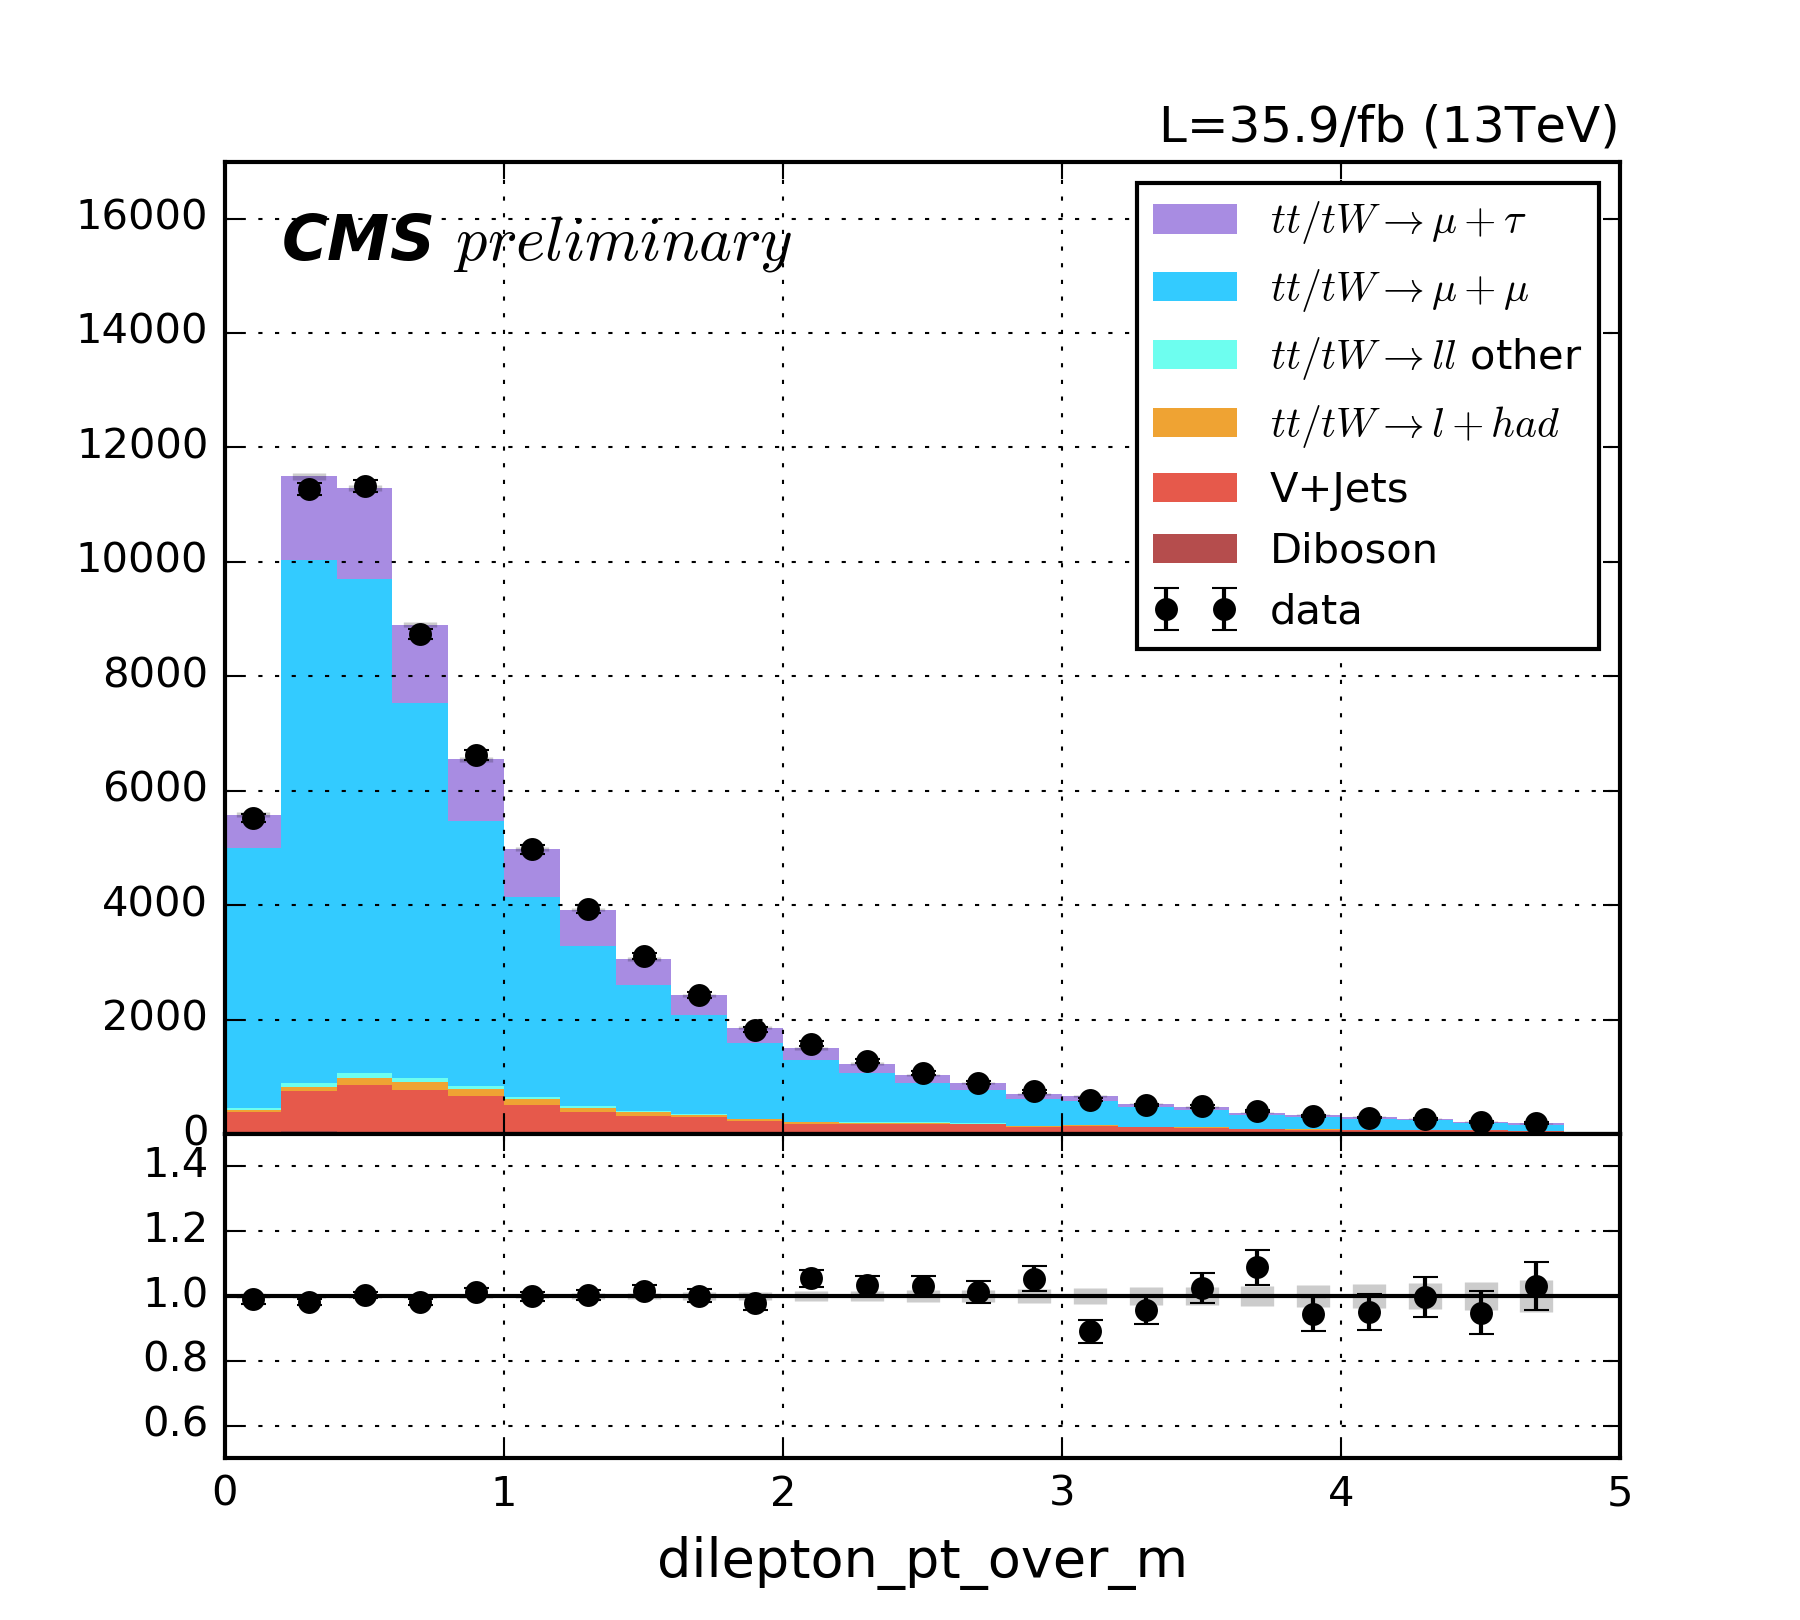 L=35.9/fb (13TeV)
CMS preliminary
16000
14000
12000
10000
8000
6000
4000
2000
0
tt/tW→μ+τ
tt/tW→μ+μ
tt/tW→ll other
tt/tW→l+had
V+Jets
Diboson
data
1.4
1.2
1.0
0.8
0.6
0 1 2 3 4 5
dilepton_pt_over_m